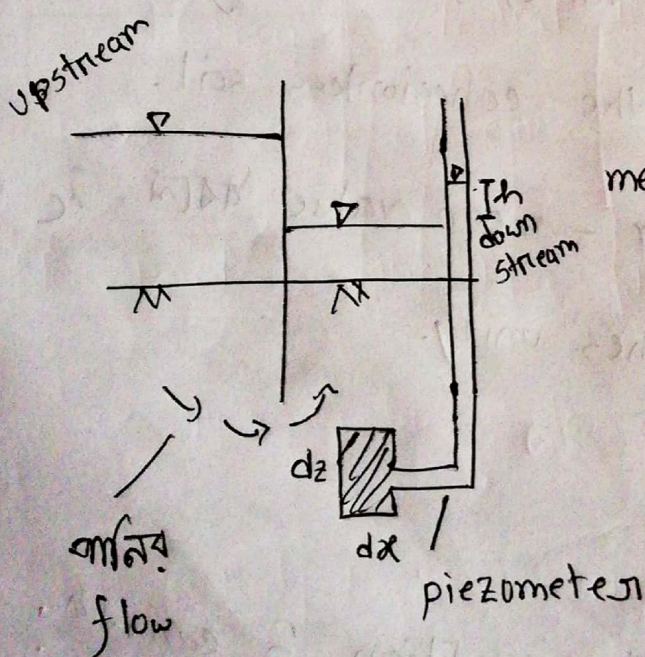 upstream
h
down
stream
me
dz
dx
পানির
flow
piezometer